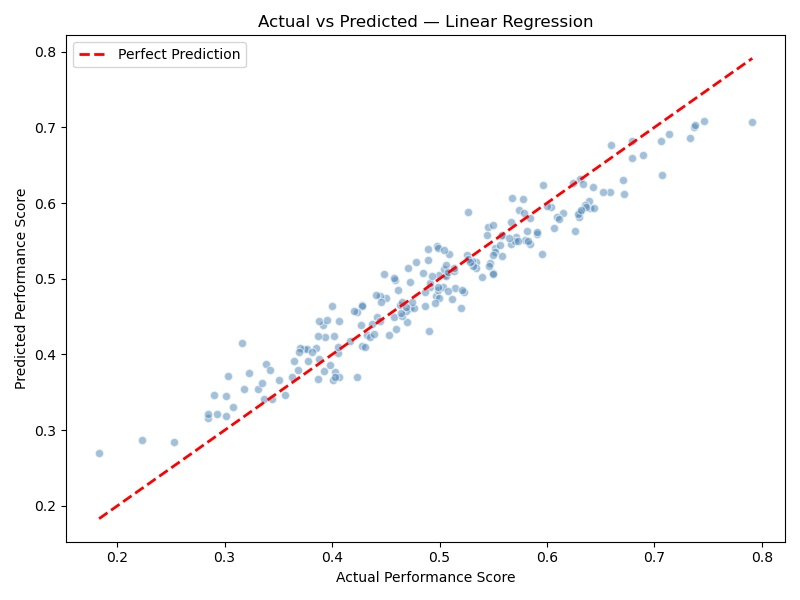 Actual vs Predicted — Linear Regression
Perfect Prediction
Predicted Performance Score
0.8
0.7
0.6
0.5
0.4
0.3
0.2
0.2 0.3 0.4 0.5 0.6 0.7 0.8
Actual Performance Score